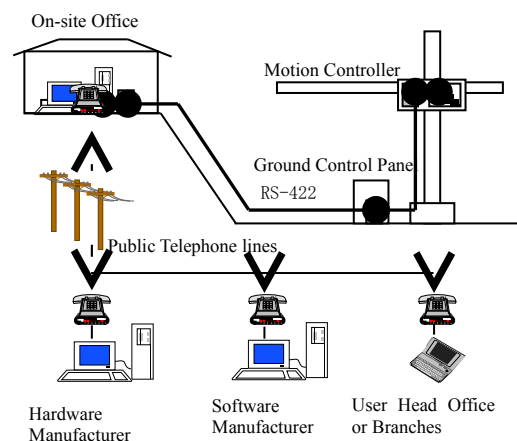 On-site Office
Motion Controller
Ground Control Panel
RS-422
Public Telephone lines
Hardware
Manufacturer
Software
Manufacturer
User Head Office
or Branches